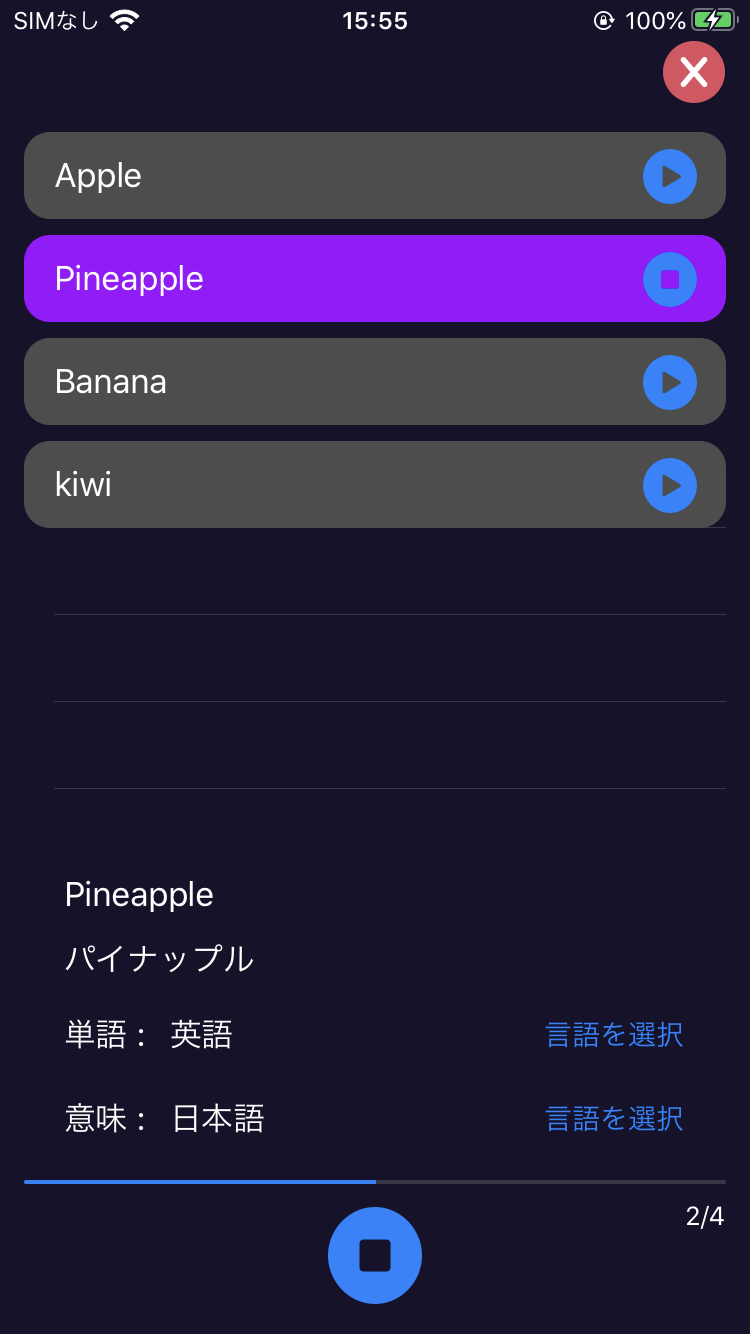 SIMなし 15:55 100%
Apple
Pineapple
Banana
kiwi
Pineapple
パイナップル
単語： 英語 言語を選択
意味： 日本語 言語を選択
2/4